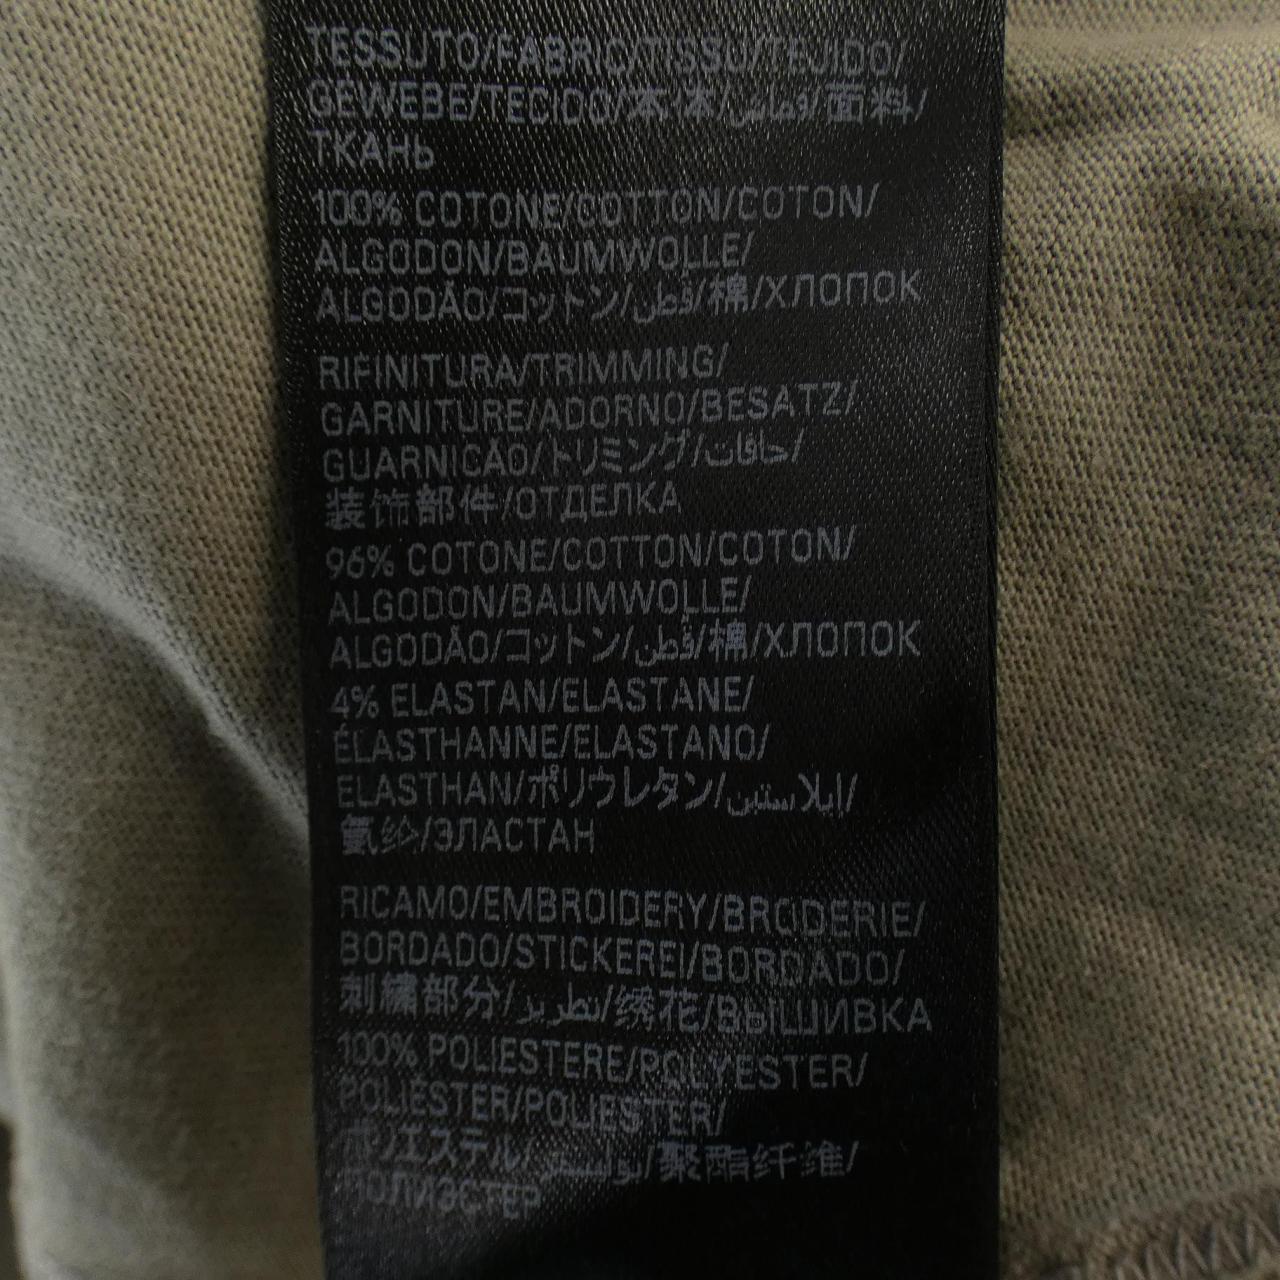 TESSUTO/FABRIC/TISSU/TEJIDO/
GEWEBE/TECIDO/本体/قماش/面料/
ТКАНЬ
100% COTONE/COTTON/COTON/
ALGODON/BAUMWOLLE/
ALGODÃO/コットン/قطن/棉/ХЛОПОК
RIFINITURA/TRIMMING/
GARNITURE/ADORNO/BESATZ/
GUARNICÃO/トリミング/حافات/
装饰部件/ОТДЕЛКА
96% COTONE/COTTON/COTON/
ALGODON/BAUMWOLLE/
ALGODÃO/コットン/قطن/棉/ХЛОПОК
4% ELASTAN/ELASTANE/
ÉLASTHANNE/ELASTANO/
ELASTHAN/ポリウレタン/إيلاستين/
氨纶/ЭЛАСТАН
RICAMO/EMBROIDERY/BRODERIE/
BORDADO/STICKEREI/BORDADO/
刺繍部分/تطريز/绣花/ВЫШИВКА
100% POLIESTERE/POLYESTER/
POLIÉSTER/POLIESTER/
ポリエステル/بوليستر/聚酯纤维/
ПОЛИЭСТЕР